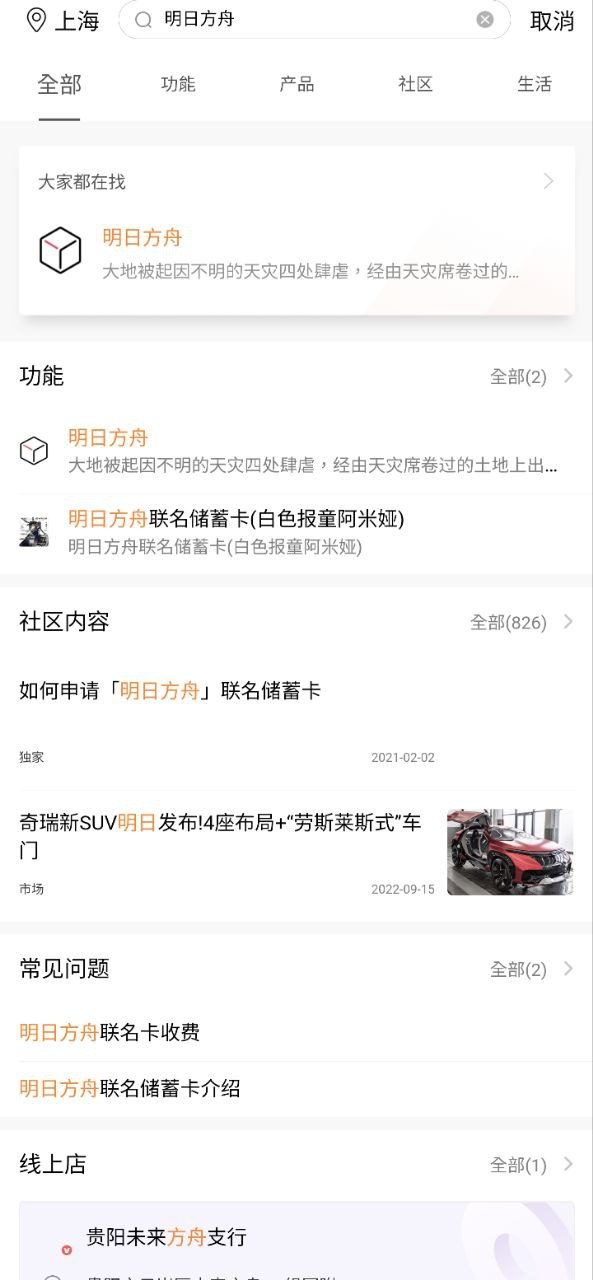 上海
明日方舟
取消
全部
功能
产品
社区
生活
大家都在找
明日方舟
大地被起因不明的天灾四处肆虐，经由天灾席卷过的...
功能
全部(2)
明日方舟
大地被起因不明的天灾四处肆虐，经由天灾席卷过的土地上出...
明日方舟联名储蓄卡(白色报童阿米娅)
明日方舟联名储蓄卡(白色报童阿米娅)
社区内容
全部(826)
如何申请「明日方舟」联名储蓄卡
独家
2021-02-02
奇瑞新SUV明日发布!4座布局+“劳斯莱斯式”车
门
市场
2022-09-15
常见问题
全部(2)
明日方舟联名卡收费
明日方舟联名储蓄卡介绍
线上店
全部(1)
贵阳未来方舟支行